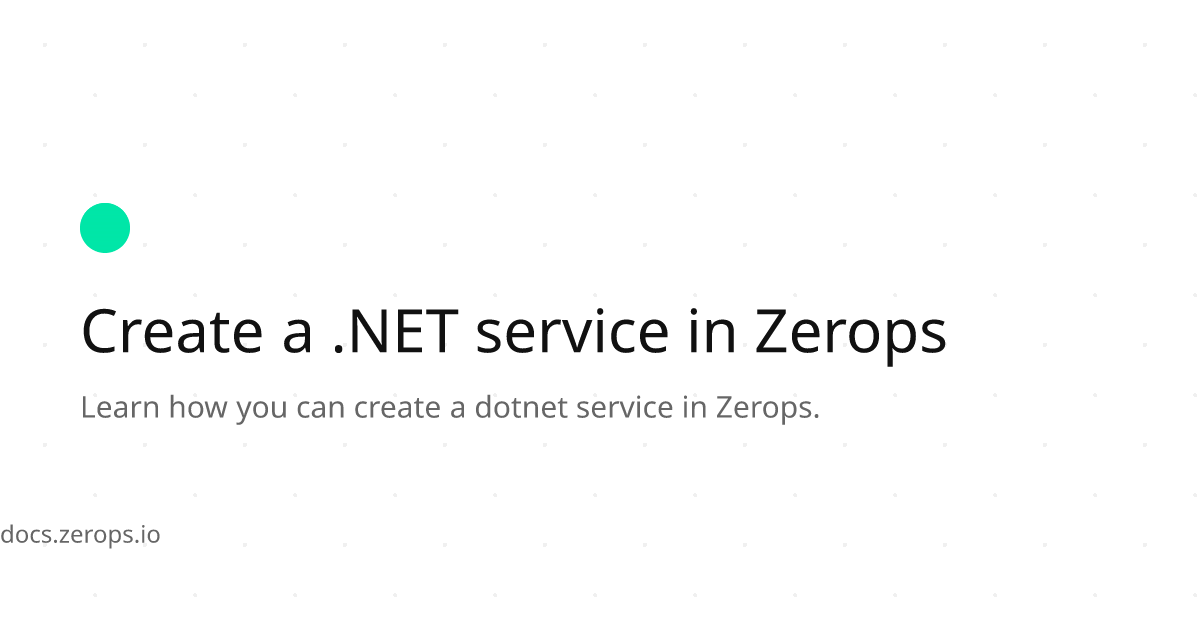 Create a .NET service in Zerops
Learn how you can create a dotnet service in Zerops.
docs.zerops.io